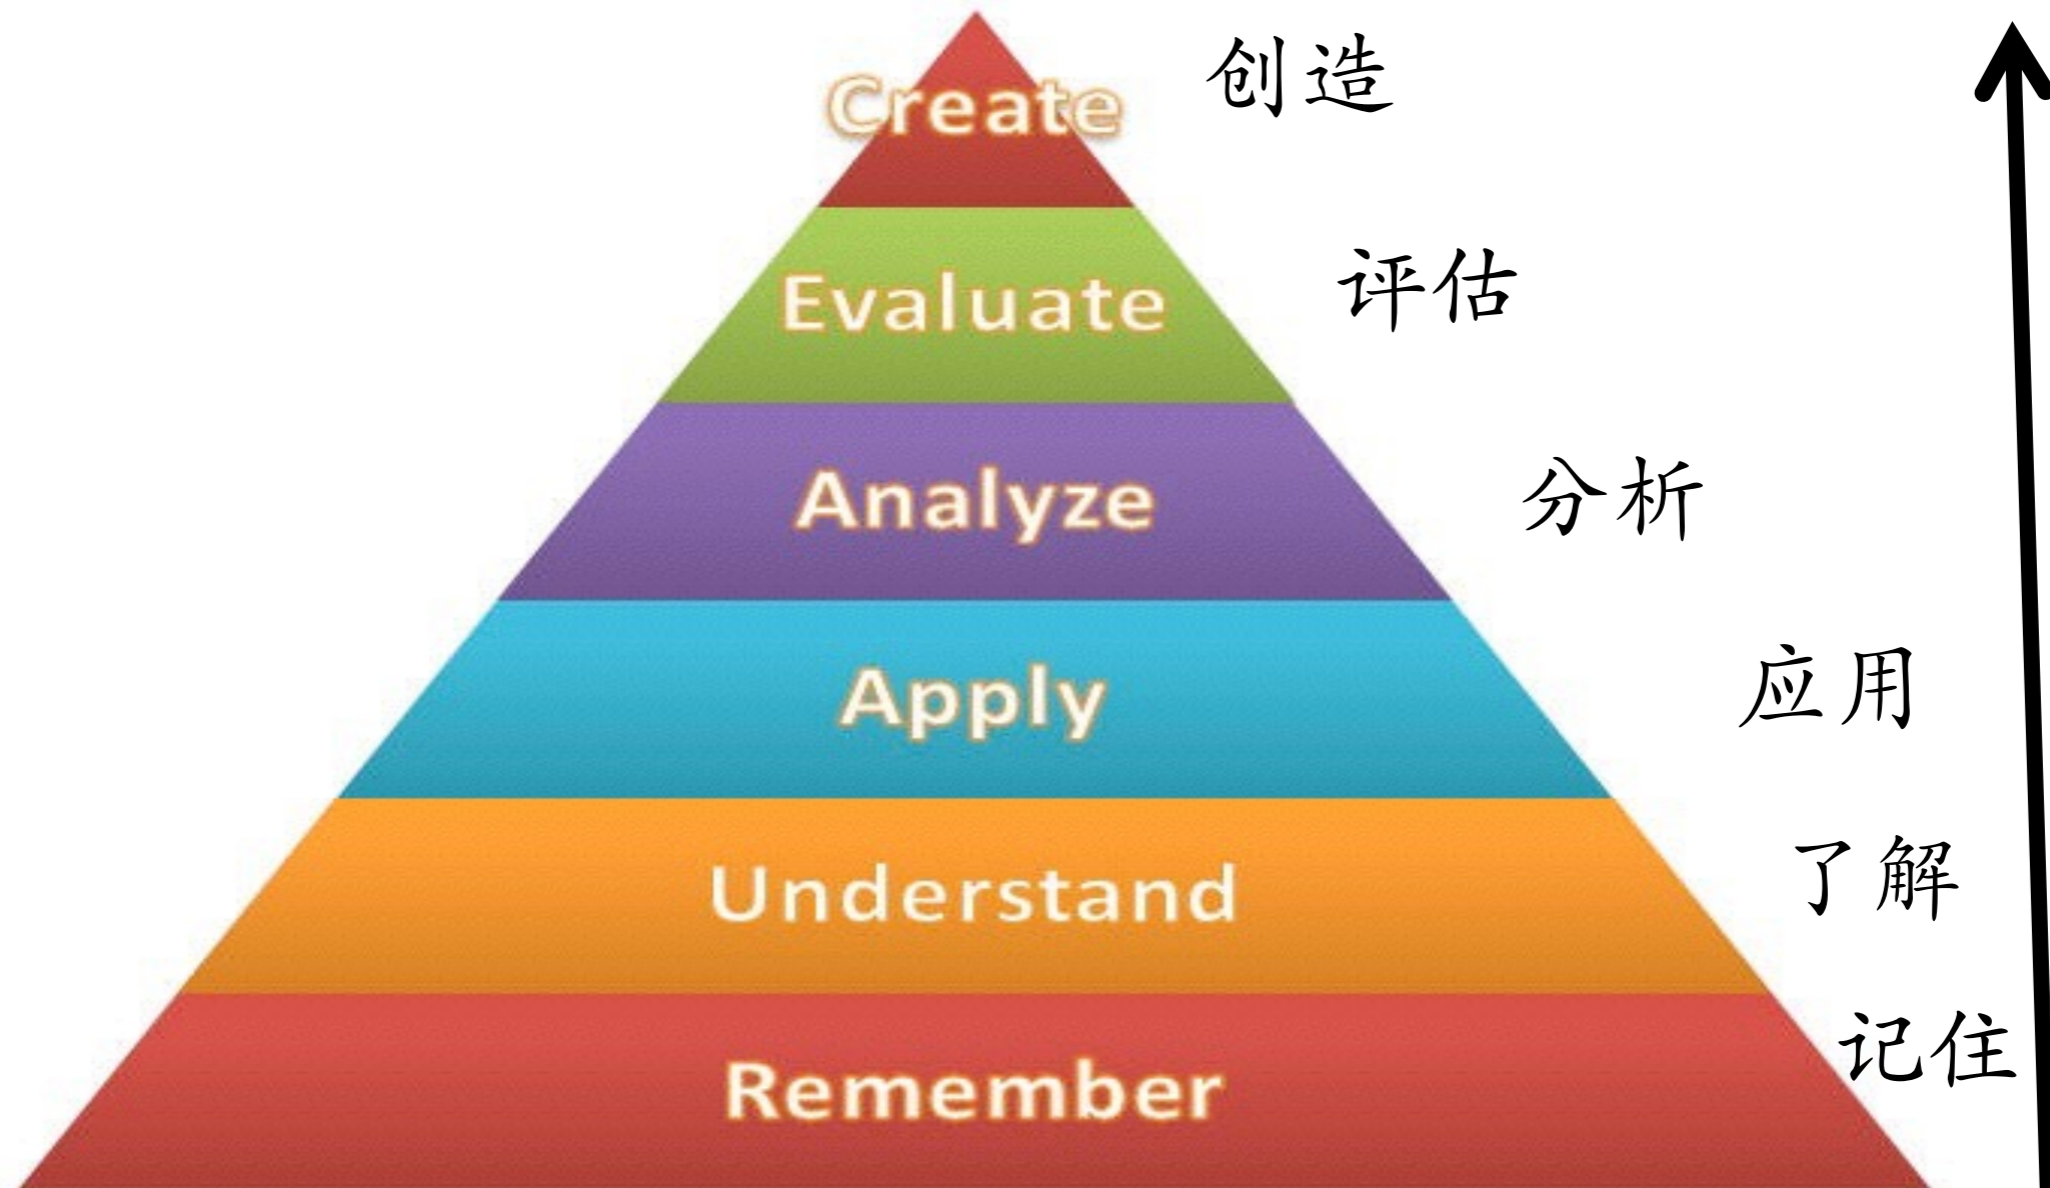 Create 创造
Evaluate 评估
Analyze 分析
Apply 应用
Understand 了解
Remember 记住